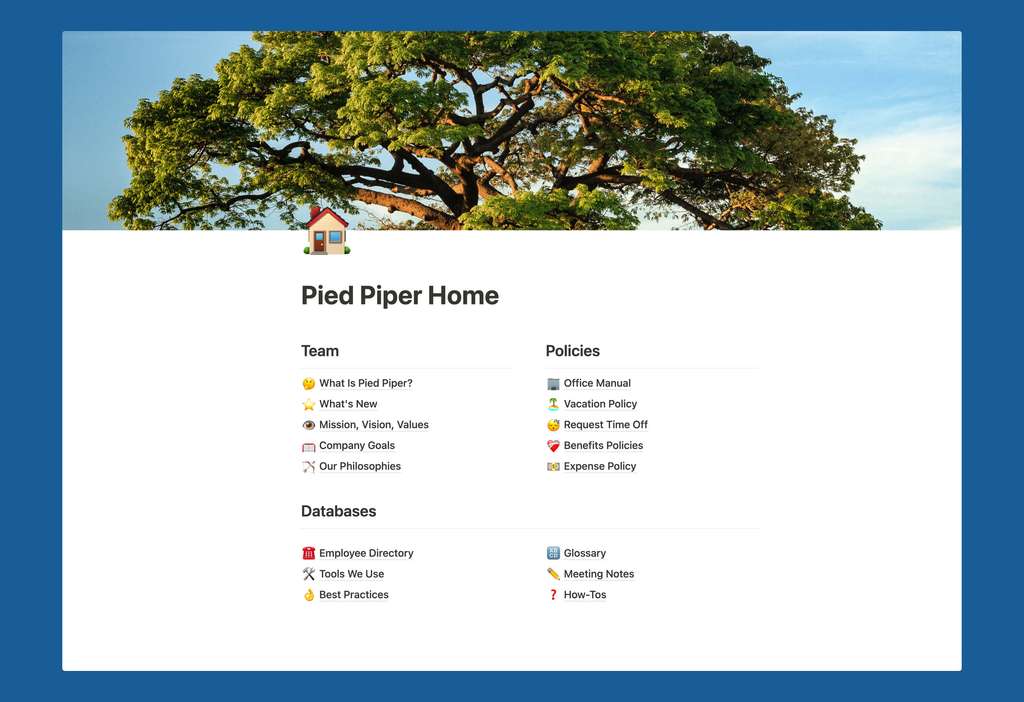 Pied Piper Home
Team
What Is Pied Piper?
What's New
Mission, Vision, Values
Company Goals
Our Philosophies
Policies
Office Manual
Vacation Policy
Request Time Off
Benefits Policies
Expense Policy
Databases
Employee Directory
Tools We Use
Best Practices
Glossary
Meeting Notes
How-Tos